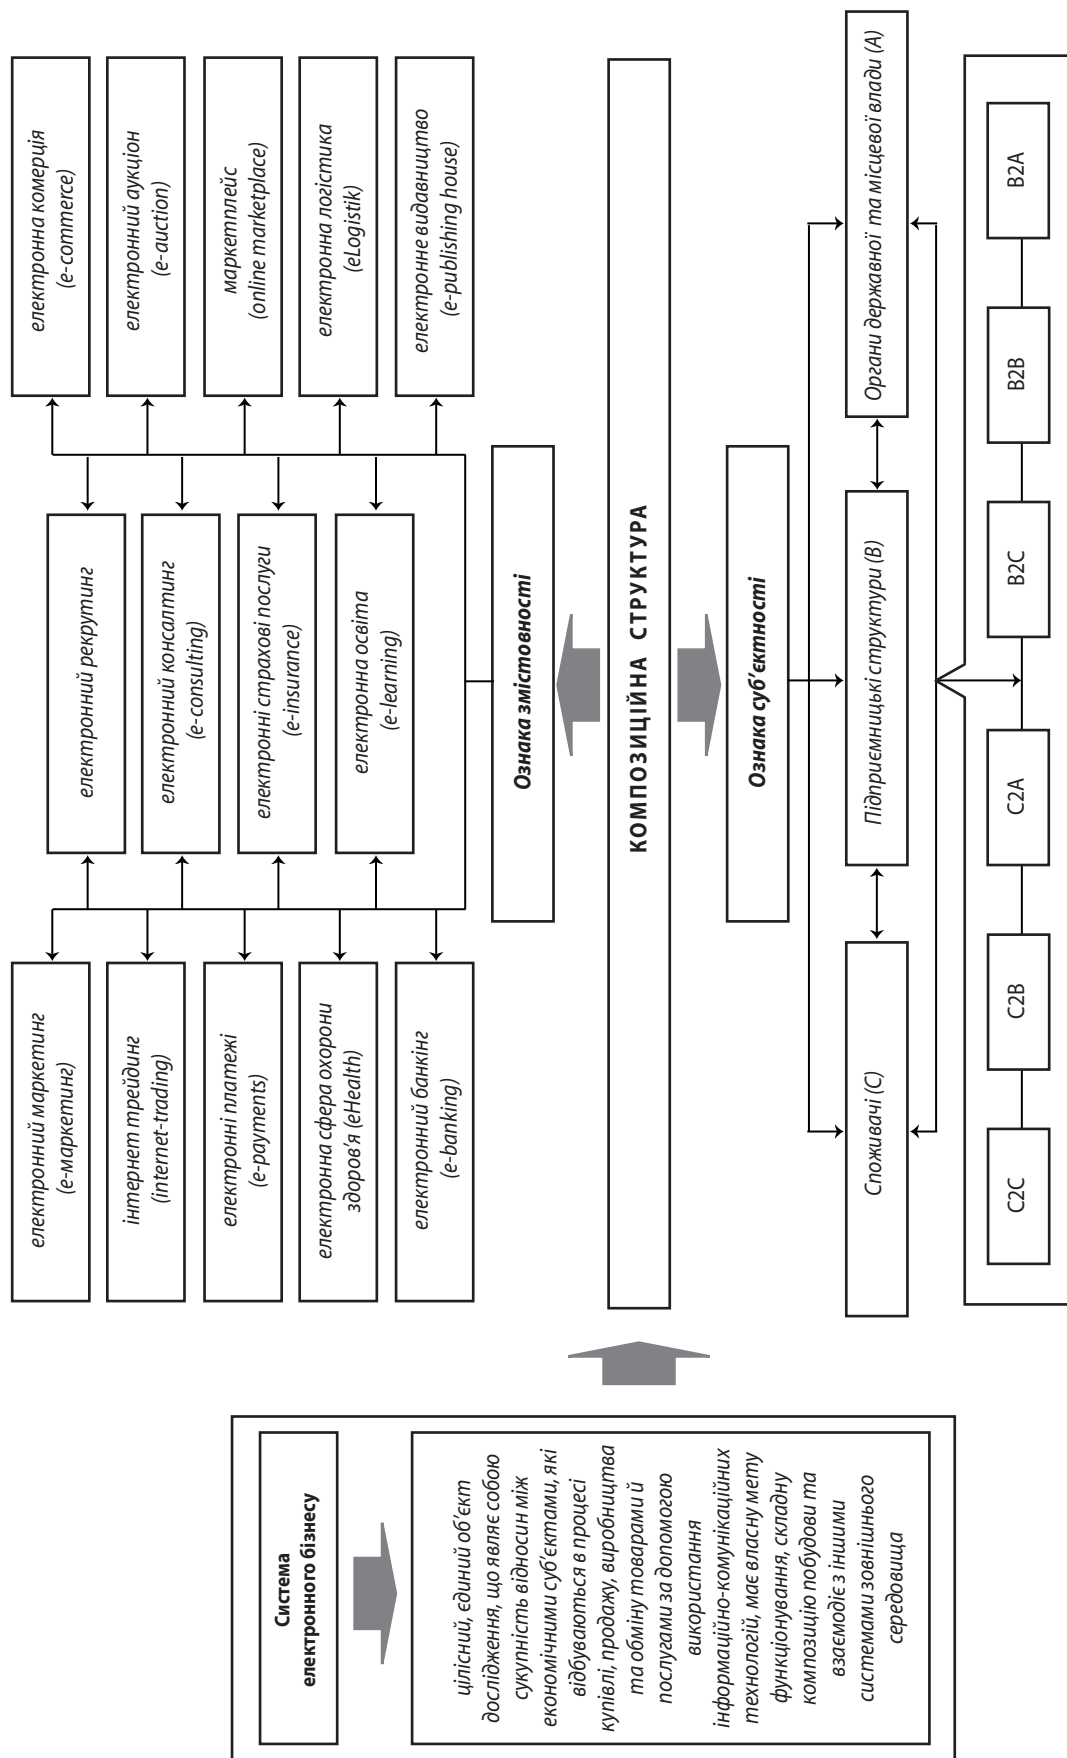 Система
електронного бізнесу
цілісний, єдиний об'єкт
дослідження, що являє собою
сукупність відносин між
економічними суб'єктами, які
відбуваються в процесі
купівлі, продажу, виробництва
та обміну товарами й
послугами за допомогою
використання
інформаційно-комунікаційних
технологій, має власну мету
функціонування, складну
композицію побудови та
взаємодіє з іншими
системами зовнішнього
середовища
електронний маркетинг
(е-маркетинг)
інтернет трейдинг
(internet-trading)
електронні платежі
(e-payments)
електронна сфера охорони
здоров'я (eHealth)
електронний банкінг
(e-banking)
електронний рекрутинг
електронний консалтинг
(e-consulting)
електронні страхові послуги
(e-insurance)
електронна освіта
(e-learning)
електронна комерція
(e-commerce)
електронний аукціон
(e-auction)
маркетплейс
(online marketplace)
електронна логістика
(eLogistik)
електронне видавництво
(e-publishing house)
Ознака змістовності
КОМПОЗИЦІЙНА СТРУКТУРА
Ознака суб'єктності
Споживачі (С)
Підприємницькі структури (В)
Органи державної та місцевої влади (А)
C2C
C2B
C2A
B2C
B2B
B2A